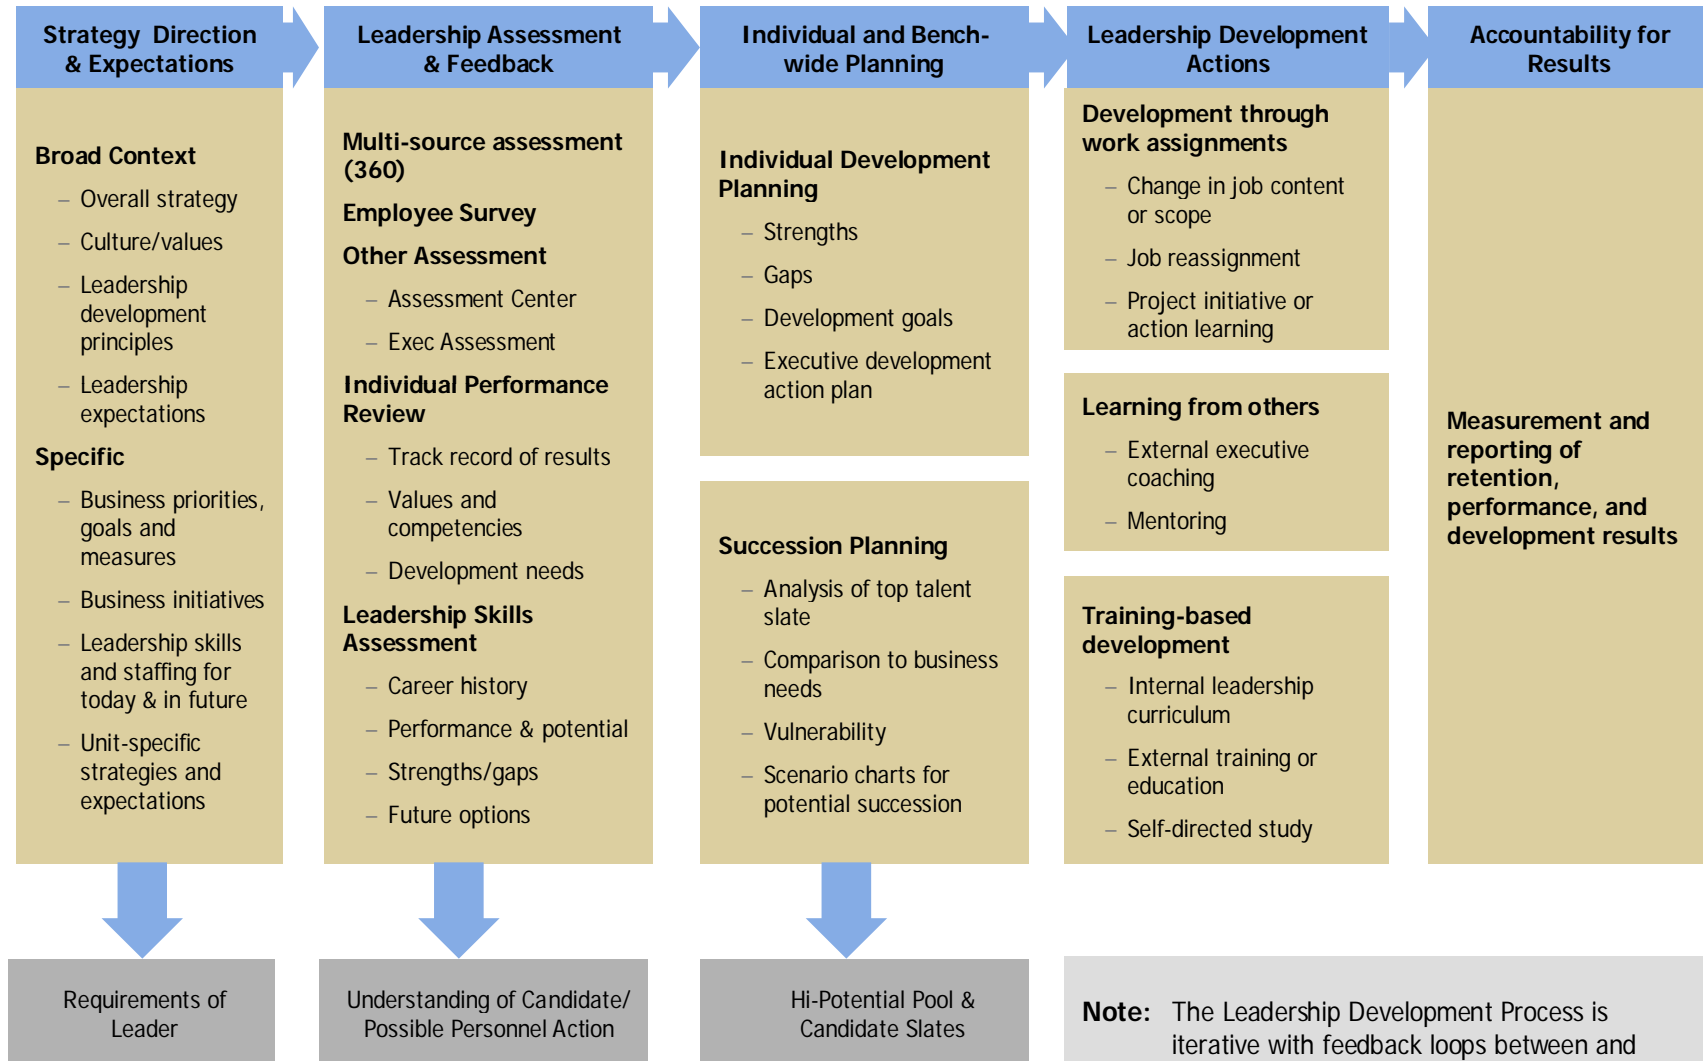 Strategy Direction
& Expectations
Leadership Assessment
& Feedback
Individual and Bench-
wide Planning
Leadership Development
Actions
Accountability for
Results
Broad Context
– Overall strategy
– Culture/values
– Leadership
development
principles
– Leadership
expectations
Specific
– Business priorities,
goals and
measures
– Business initiatives
– Leadership skills
and staffing for
today & in future
– Unit-specific
strategies and
expectations
Multi-source assessment
(360)
Employee Survey
Other Assessment
– Assessment Center
– Exec Assessment
Individual Performance
Review
– Track record of results
– Values and
competencies
– Development needs
Leadership Skills
Assessment
– Career history
– Performance & potential
– Strengths/gaps
– Future options
Individual Development
Planning
– Strengths
– Gaps
– Development goals
– Executive development
action plan
Succession Planning
– Analysis of top talent
slate
– Comparison to business
needs
– Vulnerability
– Scenario charts for
potential succession
Development through
work assignments
– Change in job content
or scope
– Job reassignment
– Project initiative or
action learning
Learning from others
– External executive
coaching
– Mentoring
Training-based
development
– Internal leadership
curriculum
– External training or
education
– Self-directed study
Measurement and
reporting of
retention,
performance, and
development results
Requirements of
Leader
Understanding of Candidate/
Possible Personnel Action
Hi-Potential Pool &
Candidate Slates
Note: The Leadership Development Process is
iterative with feedback loops between and